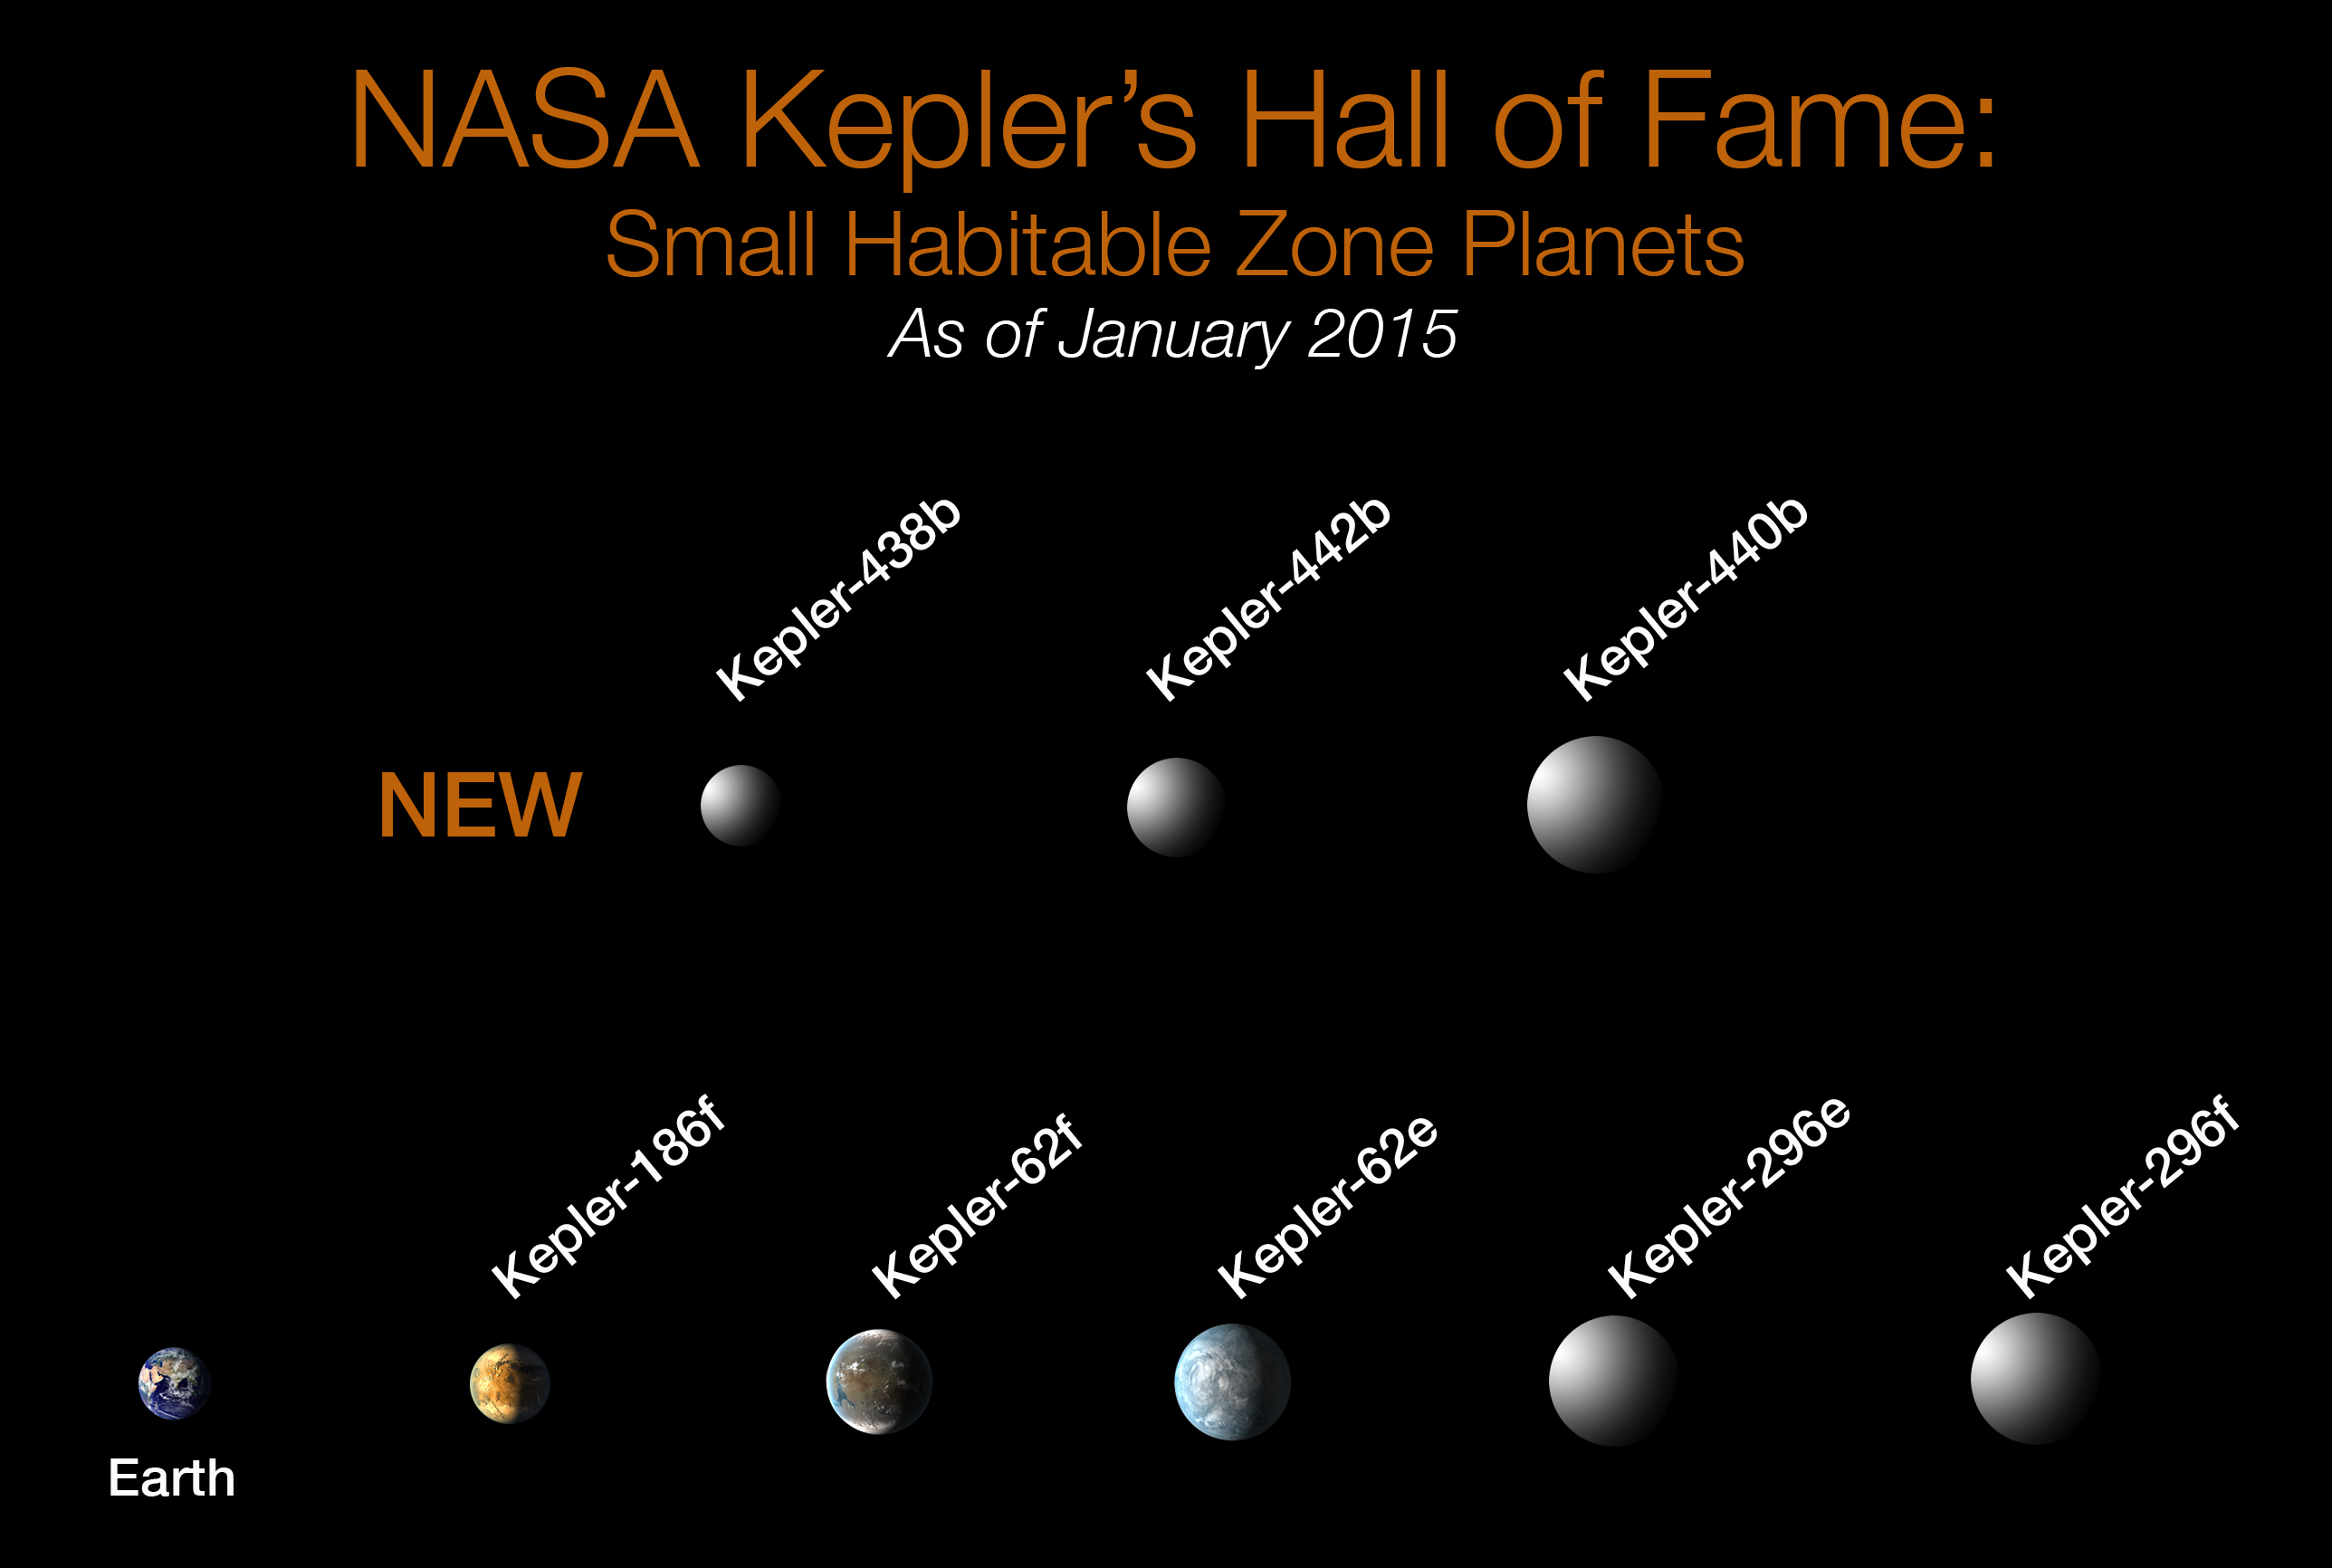 NASA Kepler’s Hall of Fame:
Small Habitable Zone Planets
As of January 2015
Kepler-438b
Kepler-442b
Kepler-440b
NEW
Kepler-186f
Kepler-62f
Kepler-62e
Kepler-296e
Kepler-296f
Earth